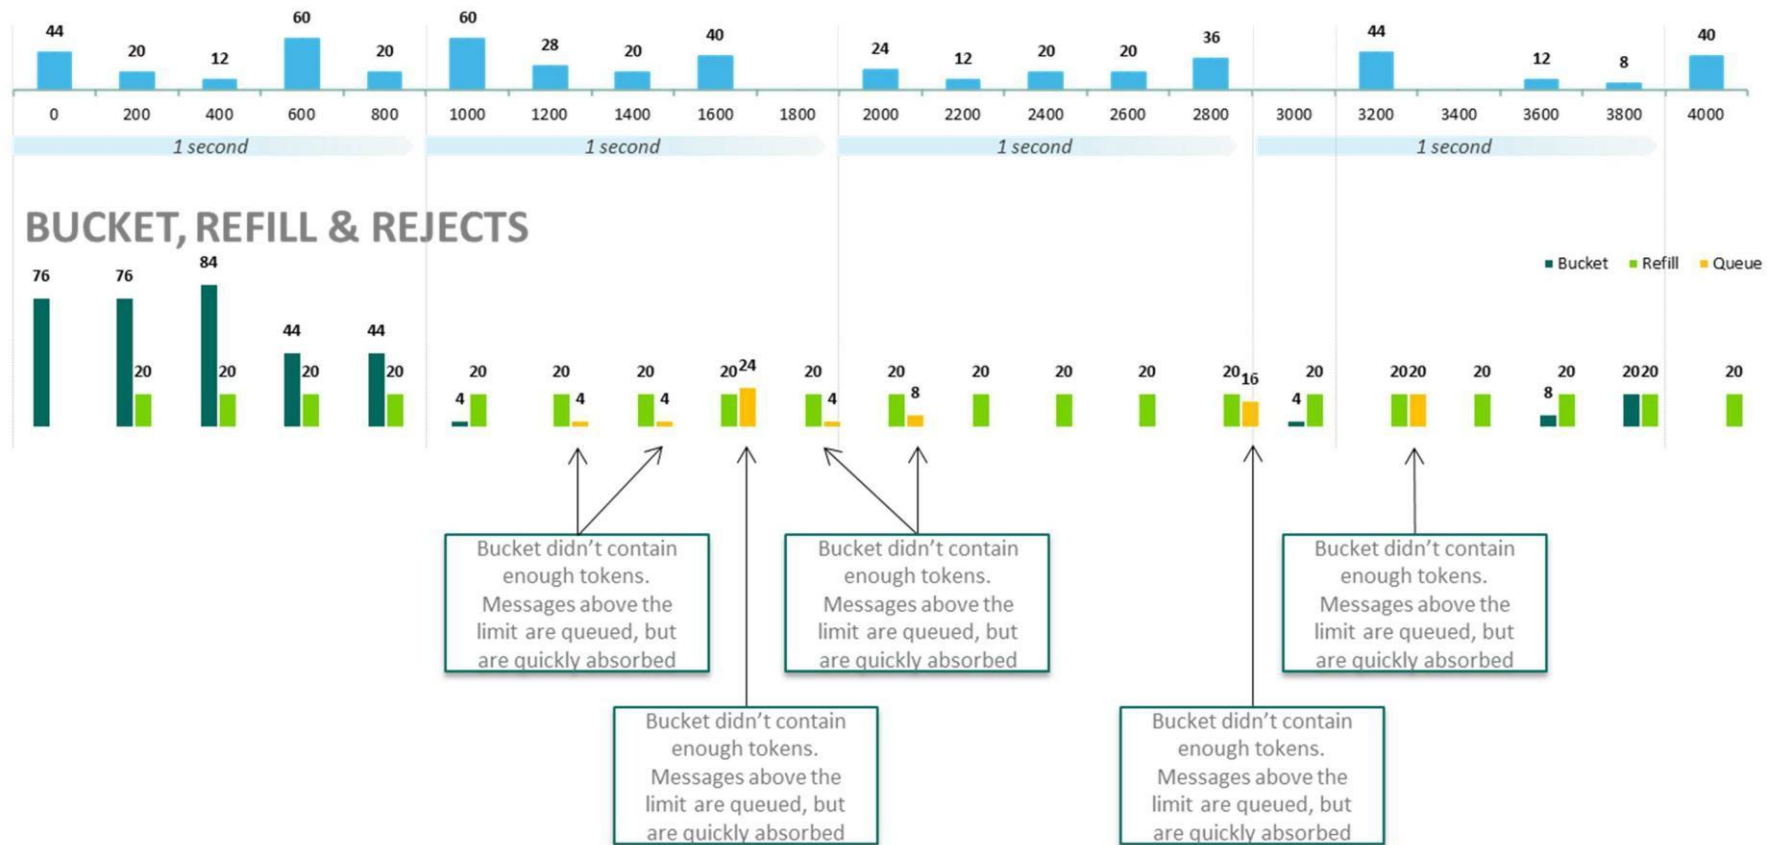 44 20 12 60 20 60 28 20 40 24 12 20 20 36 44 12 8 40
0 200 400 600 800 1000 1200 1400 1600 1800 2000 2200 2400 2600 2800 3000 3200 3400 3600 3800 4000
1 second 1 second 1 second 1 second
BUCKET, REFILL & REJECTS
Bucket Refill Queue
76 76 20 84 20 44 20 44 20 4 20 20 4 20 4 20 24 20 4 20 8 20 20 20 20 16 4 20 20 20 20 8 20 20 20 20
Bucket didn't contain
enough tokens.
Messages above the
limit are queued, but
are quickly absorbed
Bucket didn't contain
enough tokens.
Messages above the
limit are queued, but
are quickly absorbed
Bucket didn't contain
enough tokens.
Messages above the
limit are queued, but
are quickly absorbed
Bucket didn't contain
enough tokens.
Messages above the
limit are queued, but
are quickly absorbed
Bucket didn't contain
enough tokens.
Messages above the
limit are queued, but
are quickly absorbed